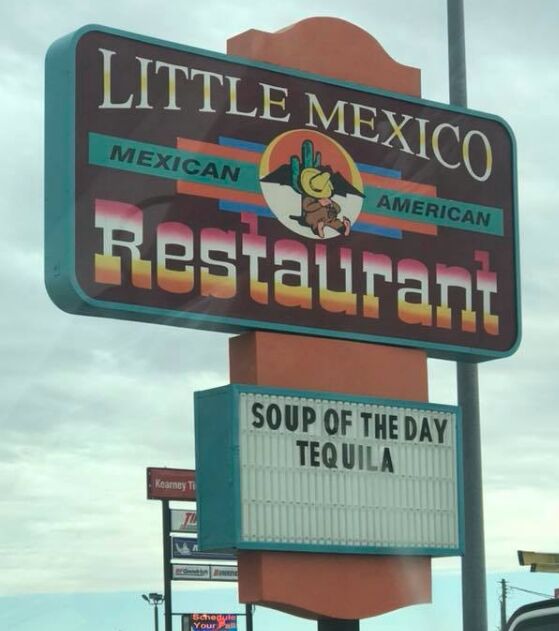 LITTLE MEXICO
MEXICAN
AMERICAN
Restaurant
SOUP OF THE DAY
TEQUILA
Kearney
Schedule
Your